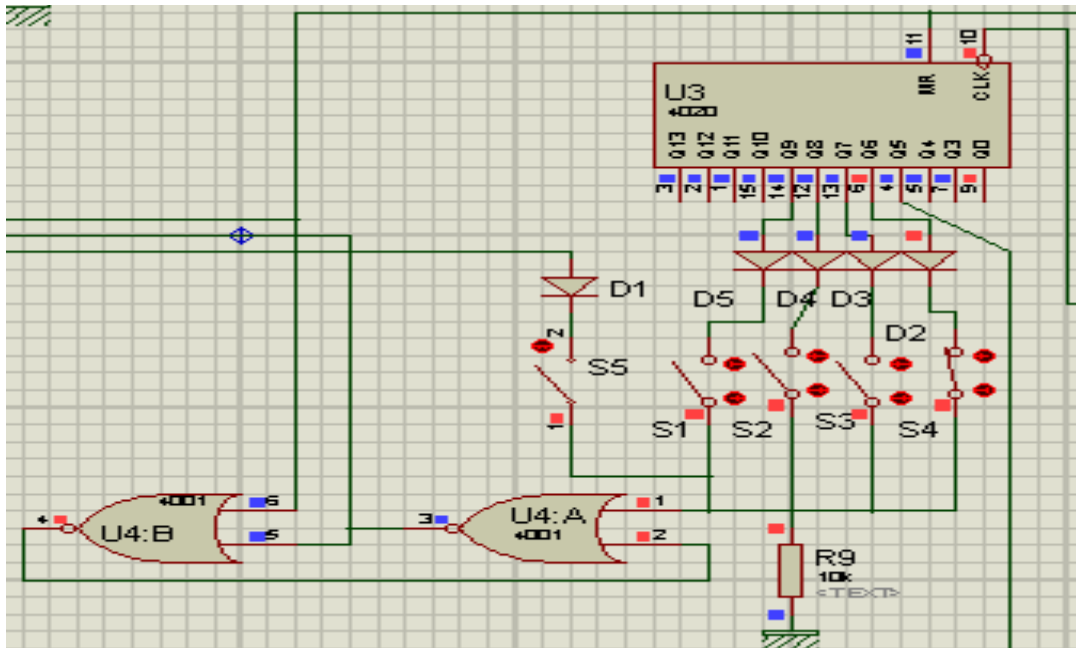 11
10
U3
4020
MR
CLK
Q13 Q12 Q11 Q10 Q9 Q8 Q7 Q6 Q5 Q4 Q3 Q0
3 2 1 15 14 12 13 6 4 5 7 9
D1
D5
D4
D3
D2
2
S5
1
S1
S2
S3
S4
4001
6
4
U4:B
5
3
U4:A
4001
1
2
R9
10k
<TEXT>